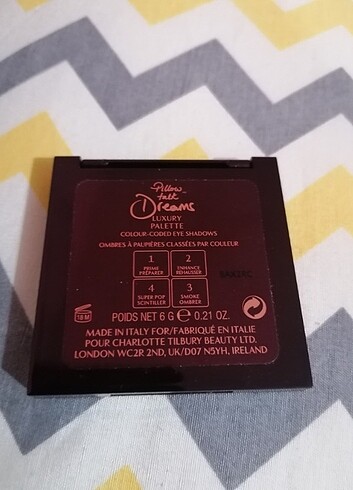 Pillow
talk
Dreams
LUXURY
PALETTE
COLOUR-CODED EYE SHADOWS
OMBRES À PAUPIÈRES CLASSÉES PAR COULEUR
1 2
PRIME ENHANCE
PRÉPARER REHAUSSER
4 3
SUPER POP SMOKE
SCINTILLER OMBRER
18 M POIDS NET 6 G e 0.21 OZ.
MADE IN ITALY FOR/FABRIQUÉ EN ITALIE
POUR CHARLOTTE TILBURY BEAUTY LTD.
LONDON WC2R 2ND, UK/D07 N5YH, IRELAND